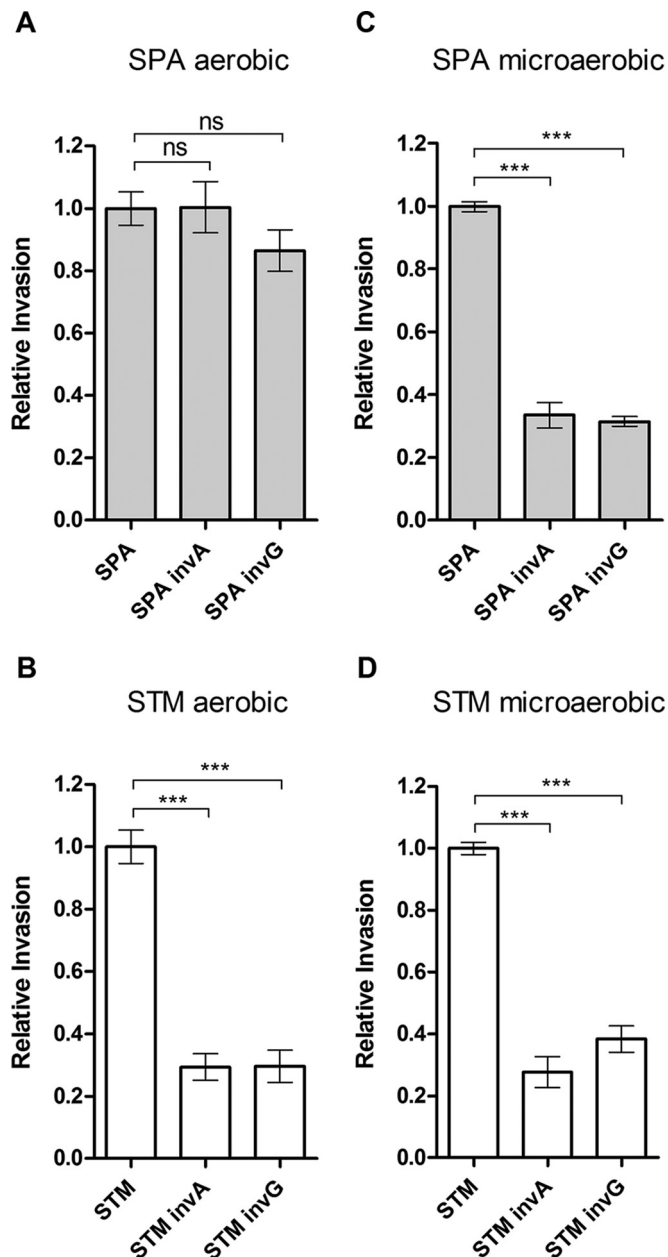 A
SPA aerobic
ns
ns
1.2
1.0
0.8
0.6
0.4
0.2
0.0
Relative Invasion
SPA
SPA invA
SPA invG
C
SPA microaerobic
***
***
1.2
1.0
0.8
0.6
0.4
0.2
0.0
Relative Invasion
SPA
SPA invA
SPA invG
B
STM aerobic
***
***
1.2
1.0
0.8
0.6
0.4
0.2
0.0
Relative Invasion
STM
STM invA
STM invG
D
STM microaerobic
***
***
1.2
1.0
0.8
0.6
0.4
0.2
0.0
Relative Invasion
STM
STM invA
STM invG